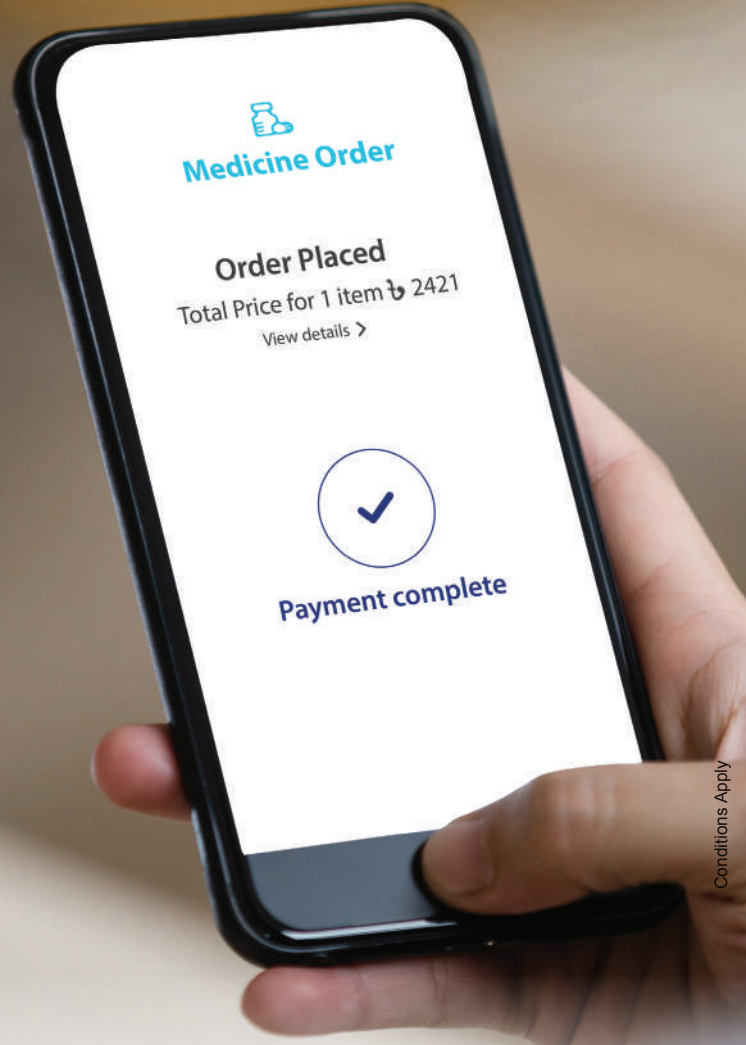 Medicine Order
Order Placed
Total Price for 1 item ৳ 2421
View details >
Payment complete
Conditions Apply